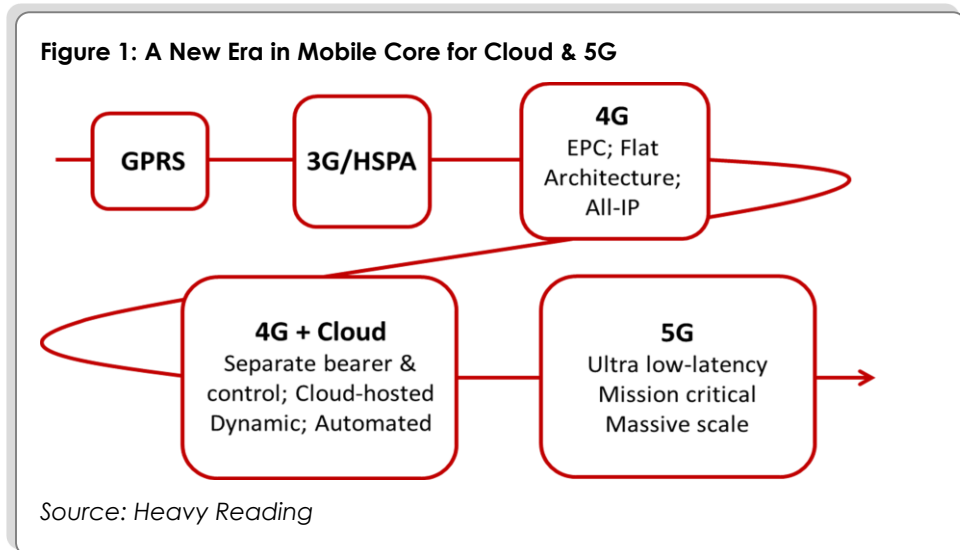 Figure 1: A New Era in Mobile Core for Cloud & 5G
GPRS
3G/HSPA
4G
EPC; Flat
Architecture;
All-IP
4G + Cloud
Separate bearer &
control; Cloud-hosted
Dynamic; Automated
5G
Ultra low-latency
Mission critical
Massive scale
Source: Heavy Reading